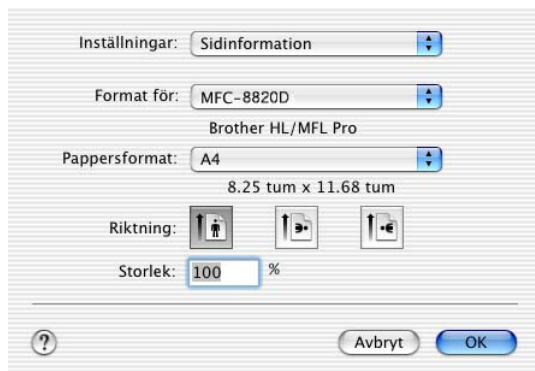 Inställningar: Sidinformation
Format för: MFC-8820D
Brother HL/MFL Pro
Pappersformat: A4
8.25 tum x 11.68 tum
Riktning:
Storlek: 100 %
? Avbryt OK